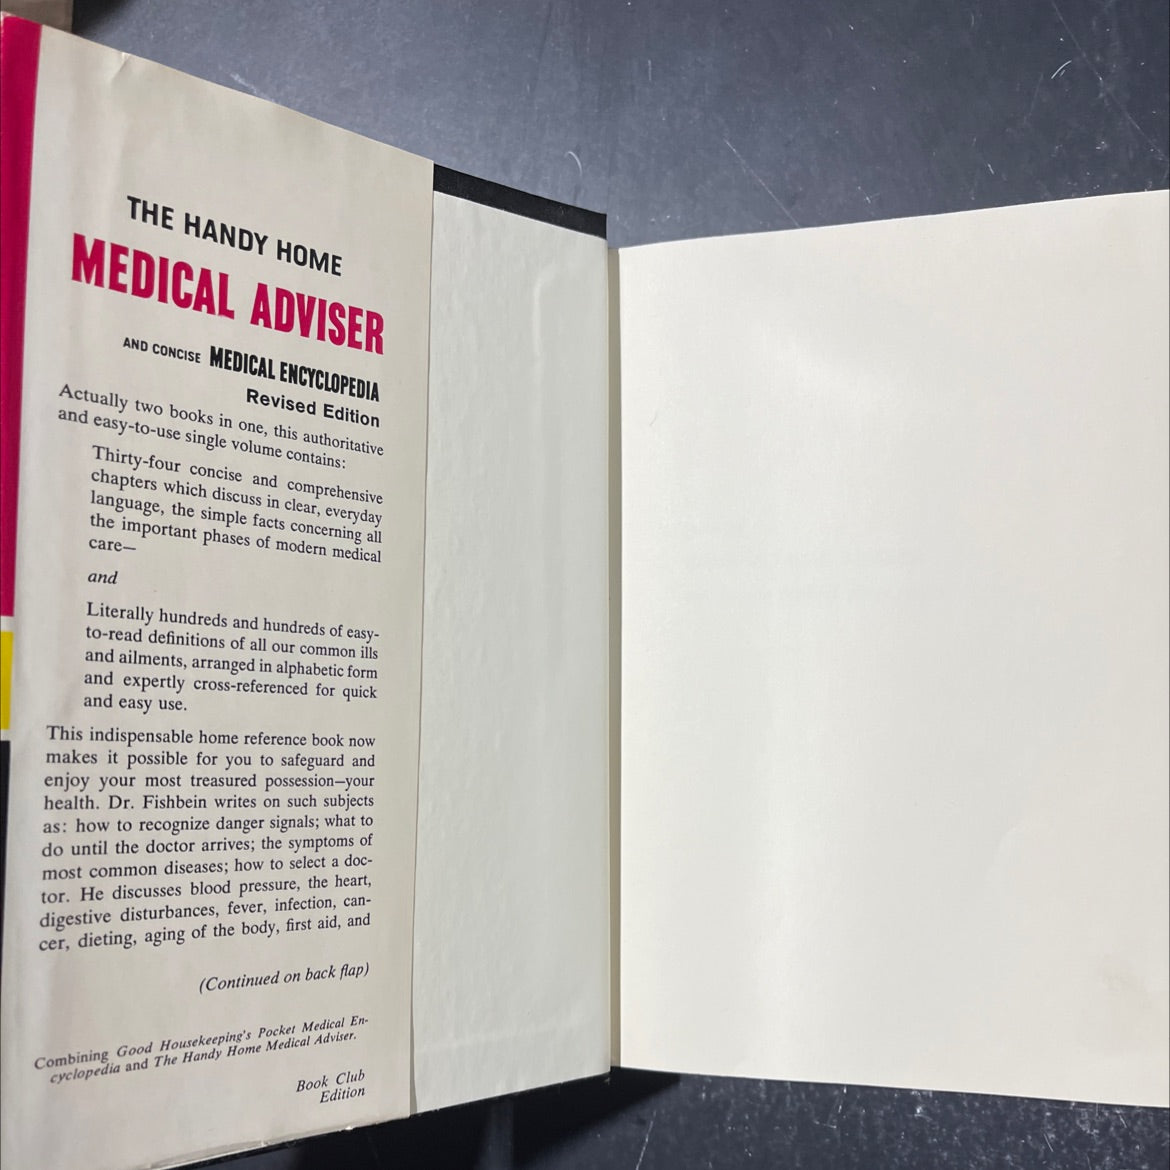 THE HANDY HOME
MEDICAL ADVISER
AND CONCISE MEDICAL ENCYCLOPEDIA
Revised Edition
Actually two books in one, this authoritative
and easy-to-use single volume contains:
Thirty-four concise and comprehensive
chapters which discuss in clear, everyday
language, the simple facts concerning all
the important phases of modern medical
care—
and
Literally hundreds and hundreds of easy-
to-read definitions of all our common ills
and ailments, arranged in alphabetic form
and expertly cross-referenced for quick
and easy use.
This indispensable home reference book now
makes it possible for you to safeguard and
enjoy your most treasured possession—your
health. Dr. Fishbein writes on such subjects
as: how to recognize danger signals; what to
do until the doctor arrives; the symptoms of
most common diseases; how to select a doc-
tor. He discusses blood pressure, the heart,
digestive disturbances, fever, infection, can-
cer, dieting, aging of the body, first aid, and
(Continued on back flap)
Combining Good Housekeeping's Pocket Medical En-
cyclopedia and The Handy Home Medical Adviser.
Book Club
Edition